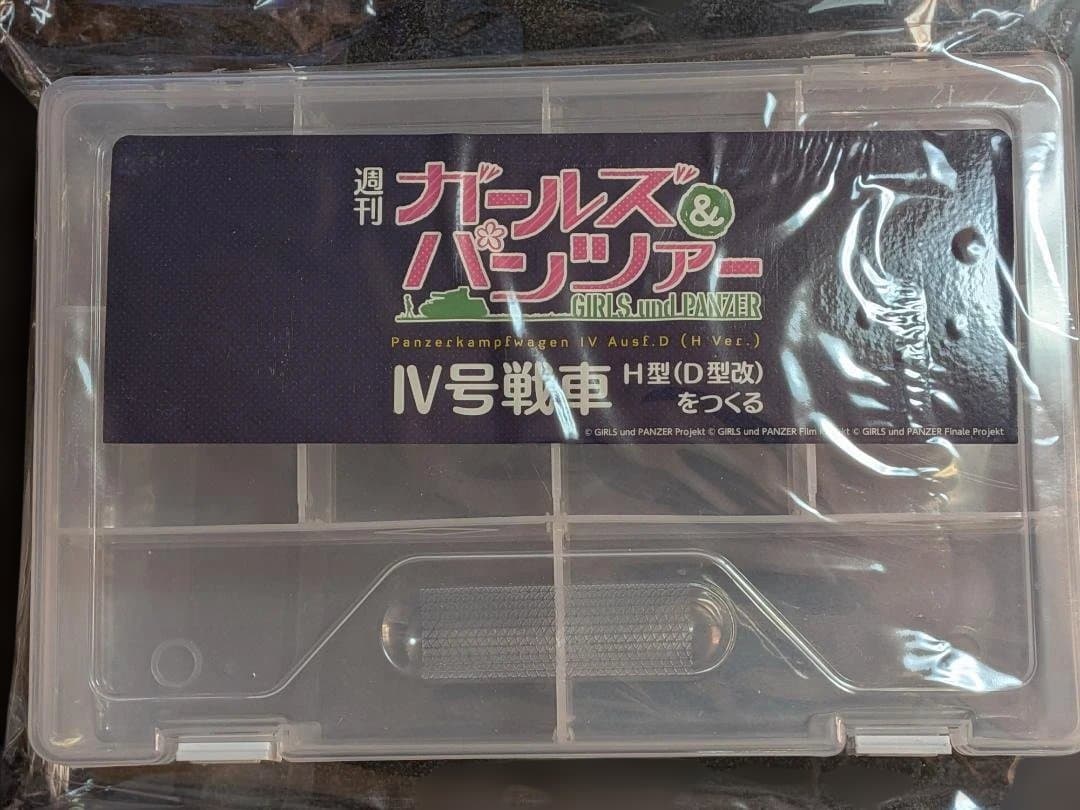 週刊
ガールズ&
パンツァー
GIRLS und PANZER
Panzerkampfwagen IV Ausf.D (H Ver.)
IV号戦車 H型(D型改)
をつくる
© GIRLS und PANZER Projekt © GIRLS und PANZER Film kt © GIRLS und PANZER Finale Projekt